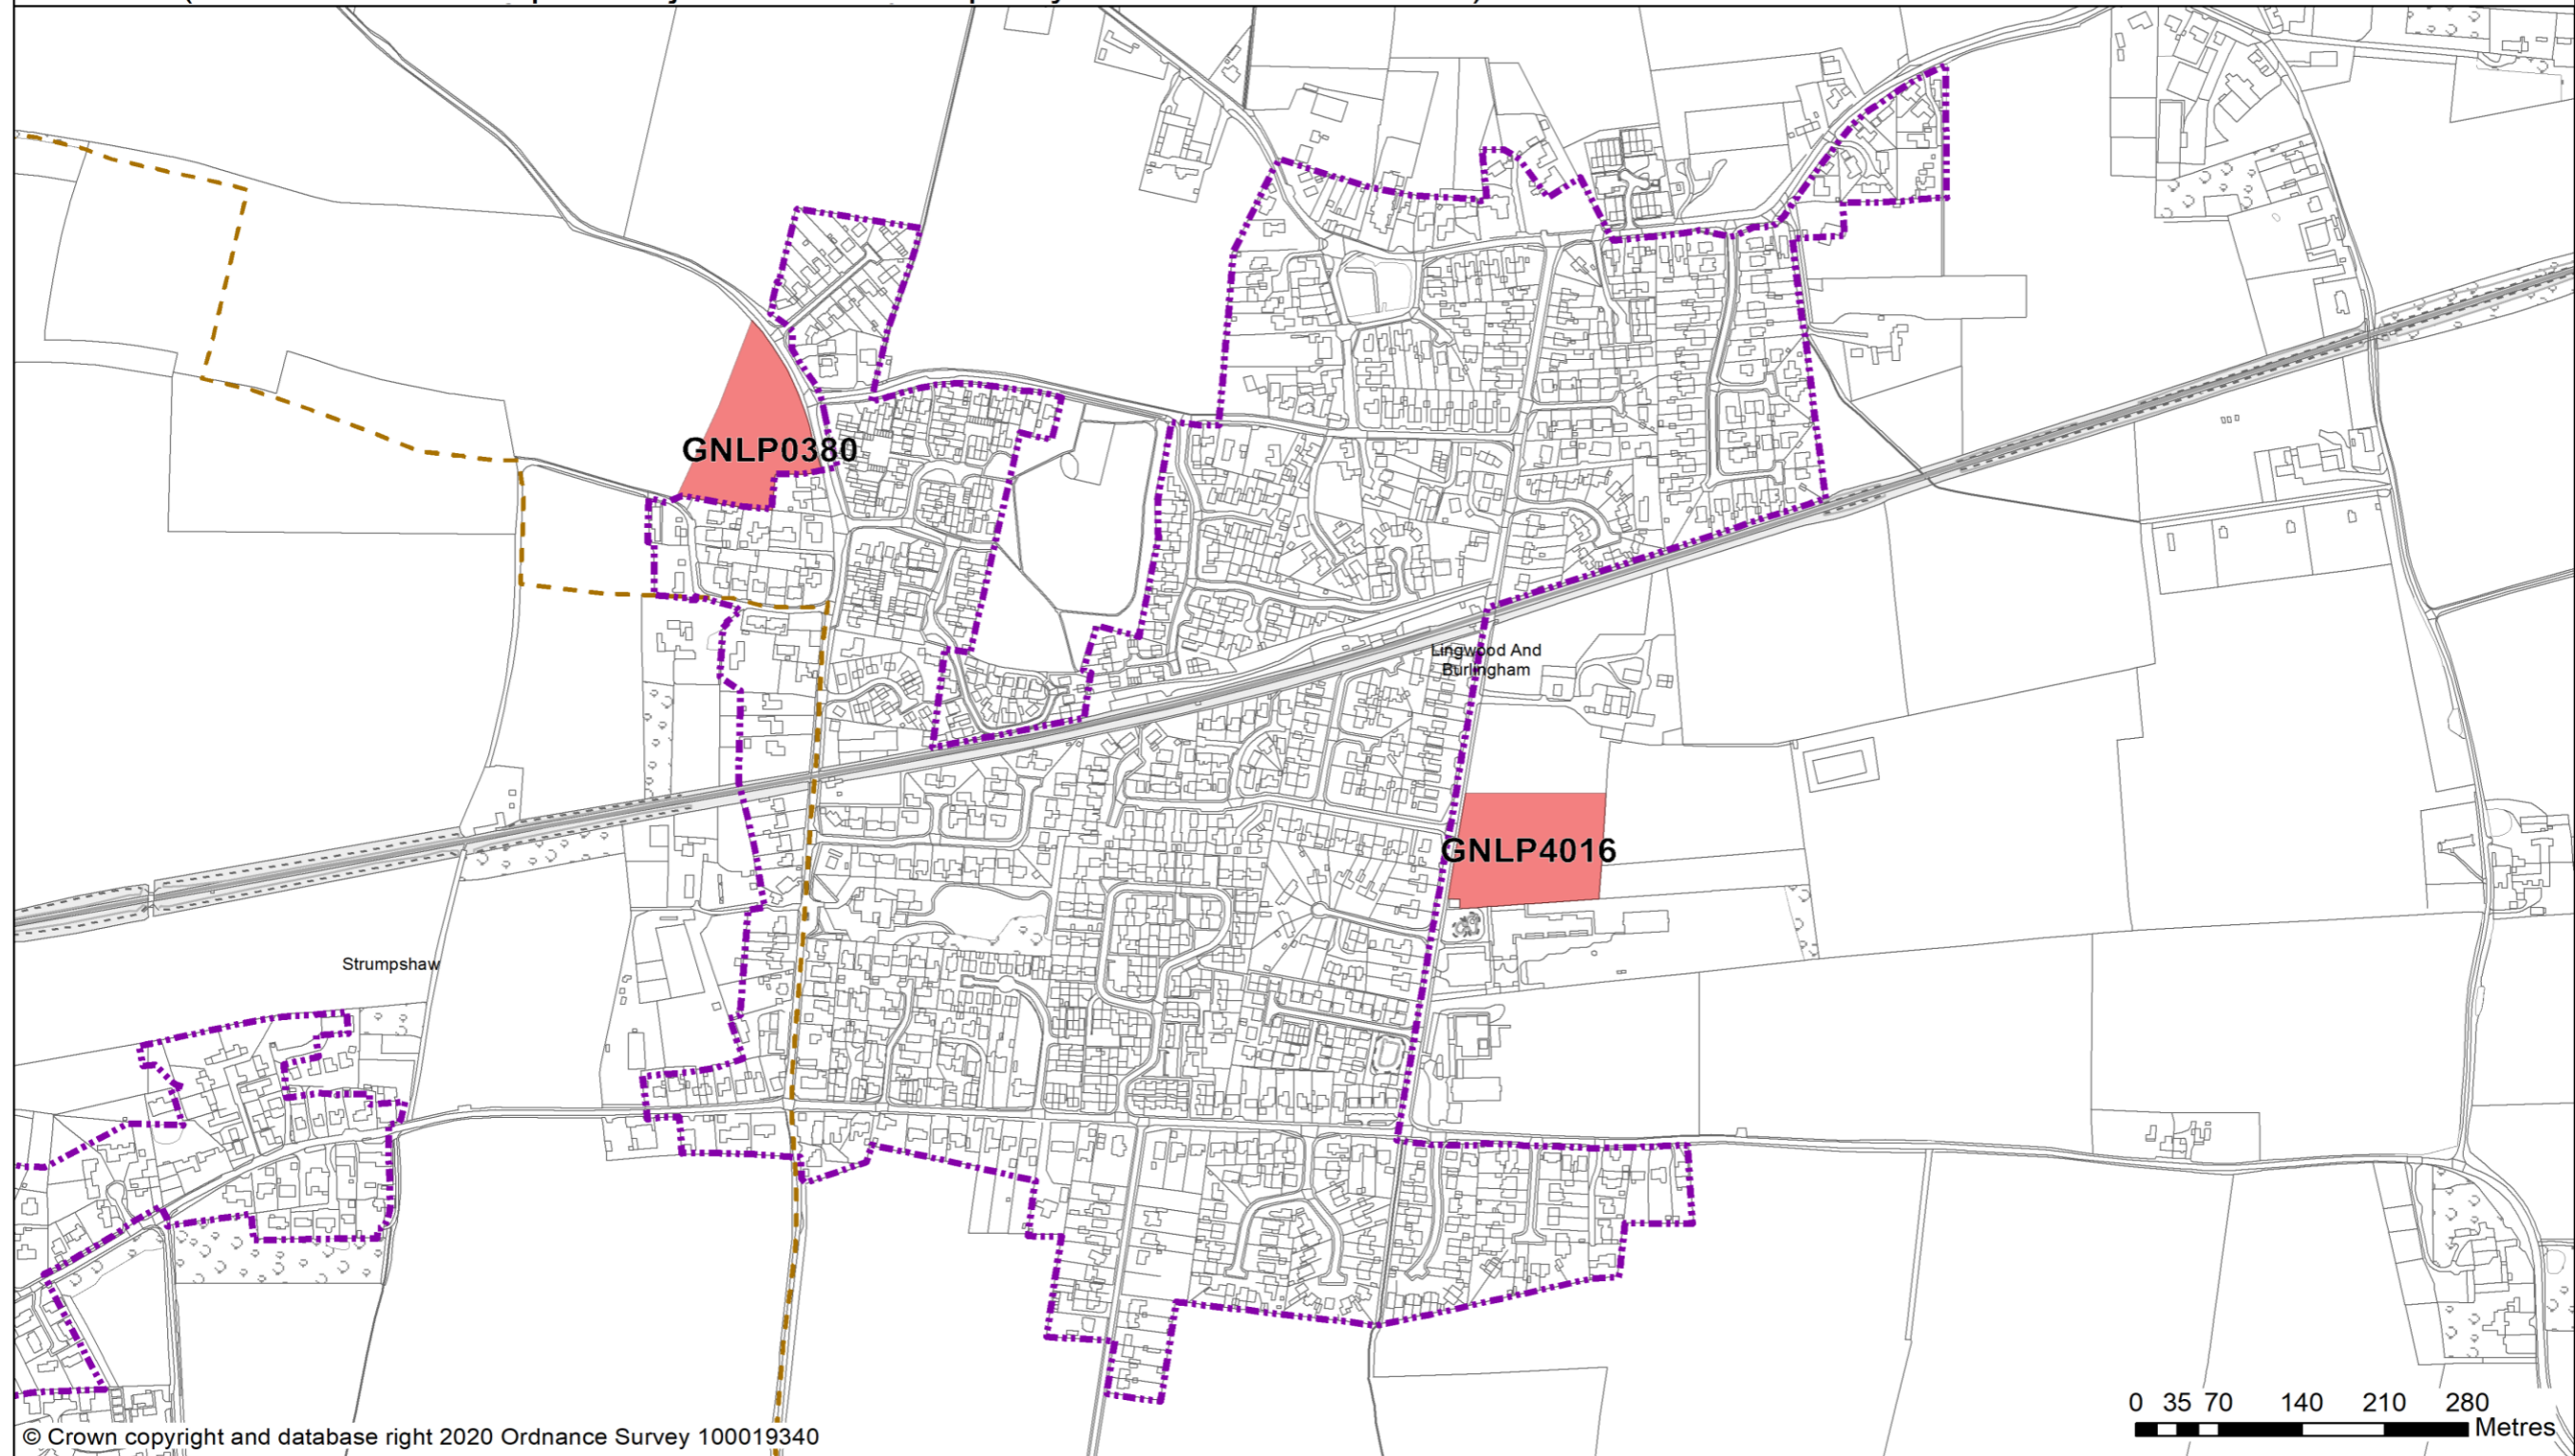 GNLP0380
Lingwood And
Burlingham
GNLP4016
Strumpshaw
0 35 70 140 210 280
Metres
© Crown copyright and database right 2020 Ordnance Survey 100019340